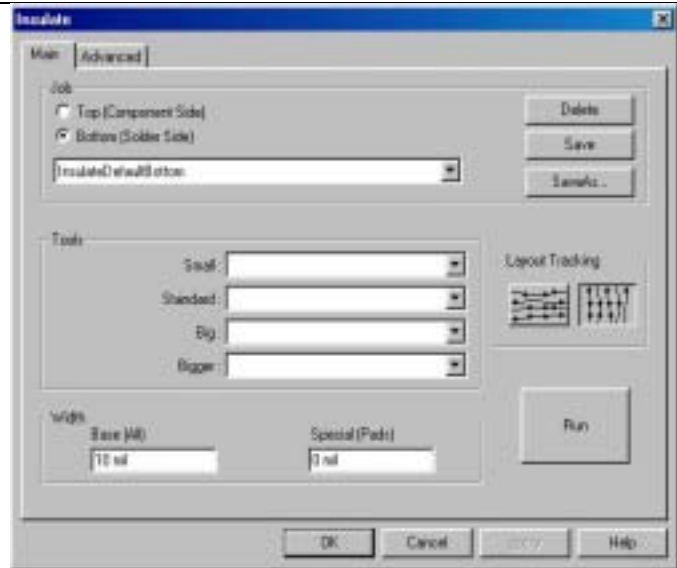 Insulate
Main
Advanced
Job
Top (Component Side)
Bottom (Solder Side)
InsulateDefaultBottom
Delete
Save
SaveAs...
Tools
Small:
Standard:
Big:
Bigger:
Layout Tracking
Width
Base (All)
Special (Pads)
10 mil
0 mil
Run
OK
Cancel
Help